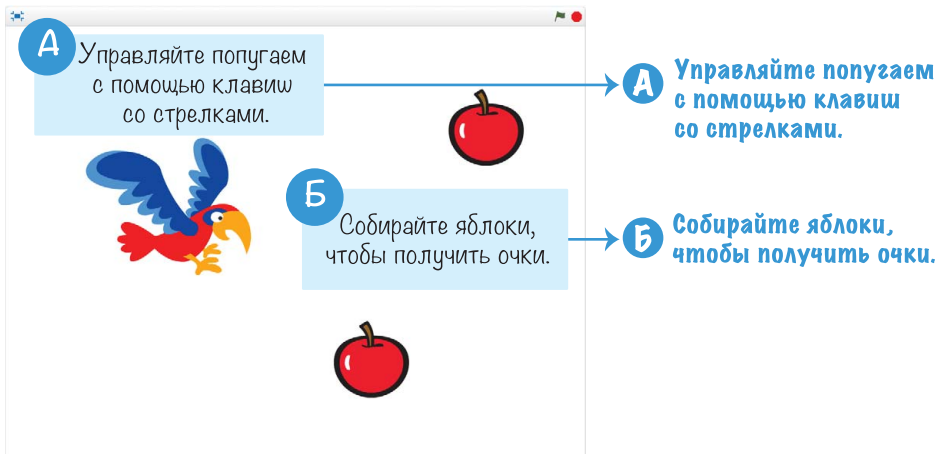 А
Управляйте попугаем
с помощью клавиш
со стрелками.
А
Управляйте попугаем
с помощью клавиш
со стрелками.
Б
Собирайте яблоки,
чтобы получить очки.
Б
Собирайте яблоки,
чтобы получить очки.